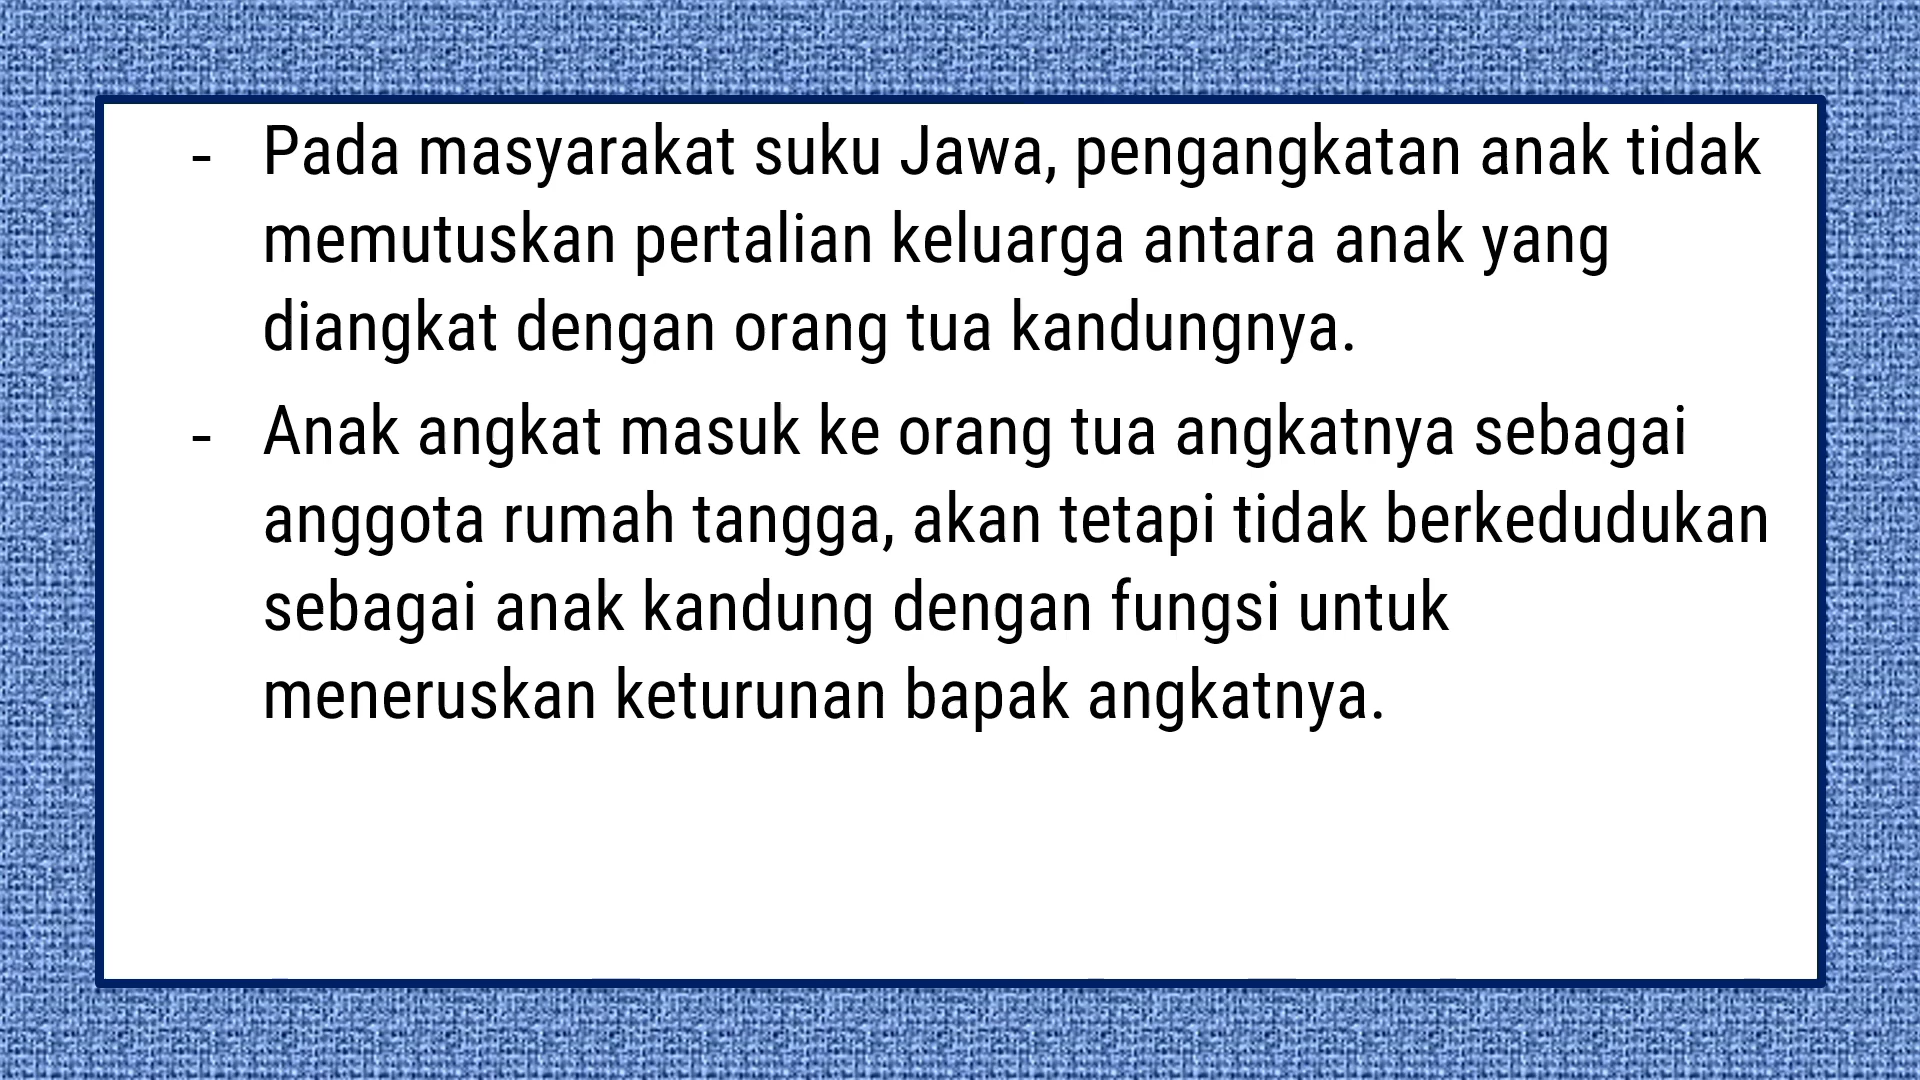 - Pada masyarakat suku Jawa, pengangkatan anak tidak
memutuskan pertalian keluarga antara anak yang
diangkat dengan orang tua kandungnya.
- Anak angkat masuk ke orang tua angkatnya sebagai
anggota rumah tangga, akan tetapi tidak berkedudukan
sebagai anak kandung dengan fungsi untuk
meneruskan keturunan bapak angkatnya.